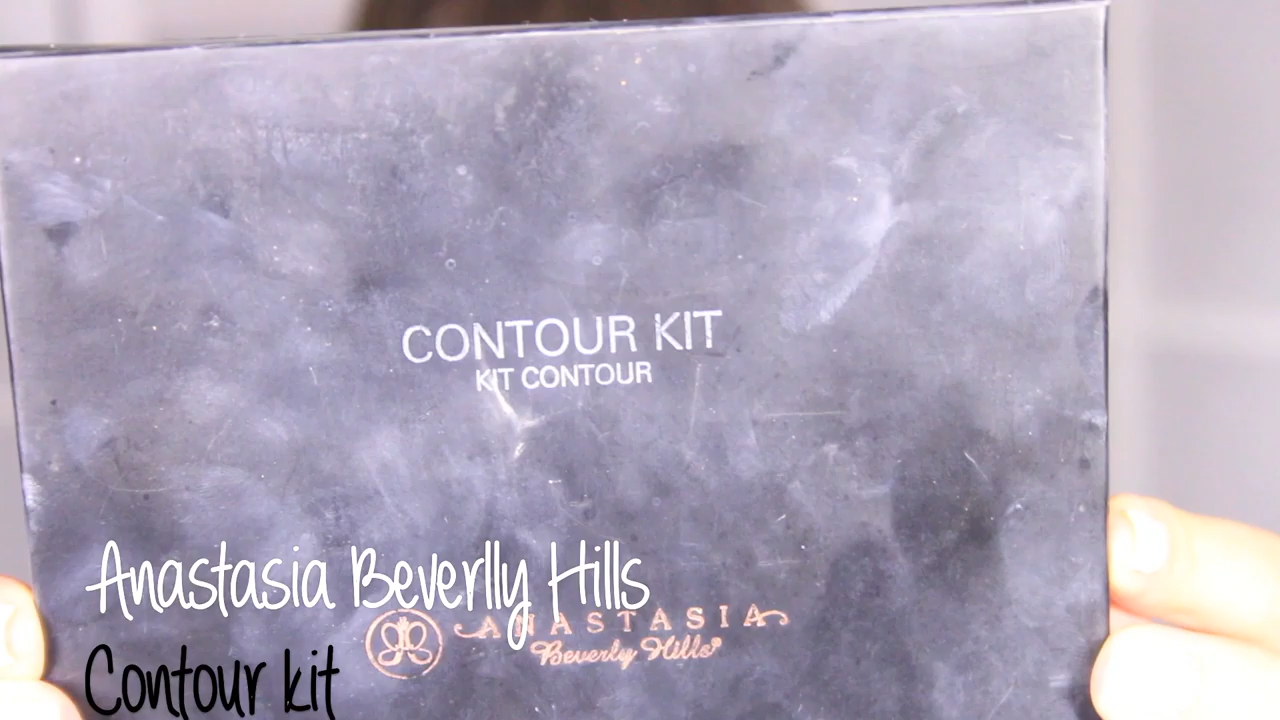 CONTOUR KIT
KIT CONTOUR
Anastasia Beverlly Hills
ANASTASIA
Beverly Hills®
Contour kit